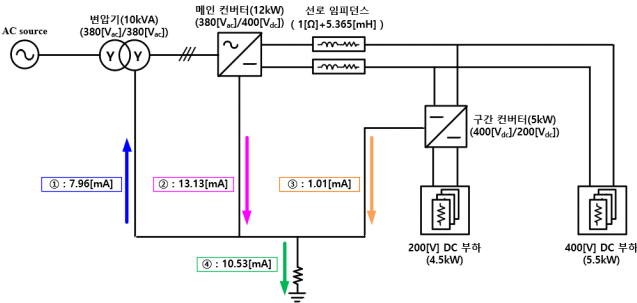 AC source
변압기(10kVA)
(380[Vac]/380[Vac])
Y Y
메인 컨버터(12kW)
(380[Vac]/400[Vdc])
선로 임피던스
( 1[Ω]+5.365[mH] )
구간 컨버터(5kW)
(400[Vdc]/200[Vdc])
① : 7.96[mA]
② : 13.13[mA]
③ : 1.01[mA]
④ : 10.53[mA]
200[V] DC 부하
(4.5kW)
400[V] DC 부하
(5.5kW)